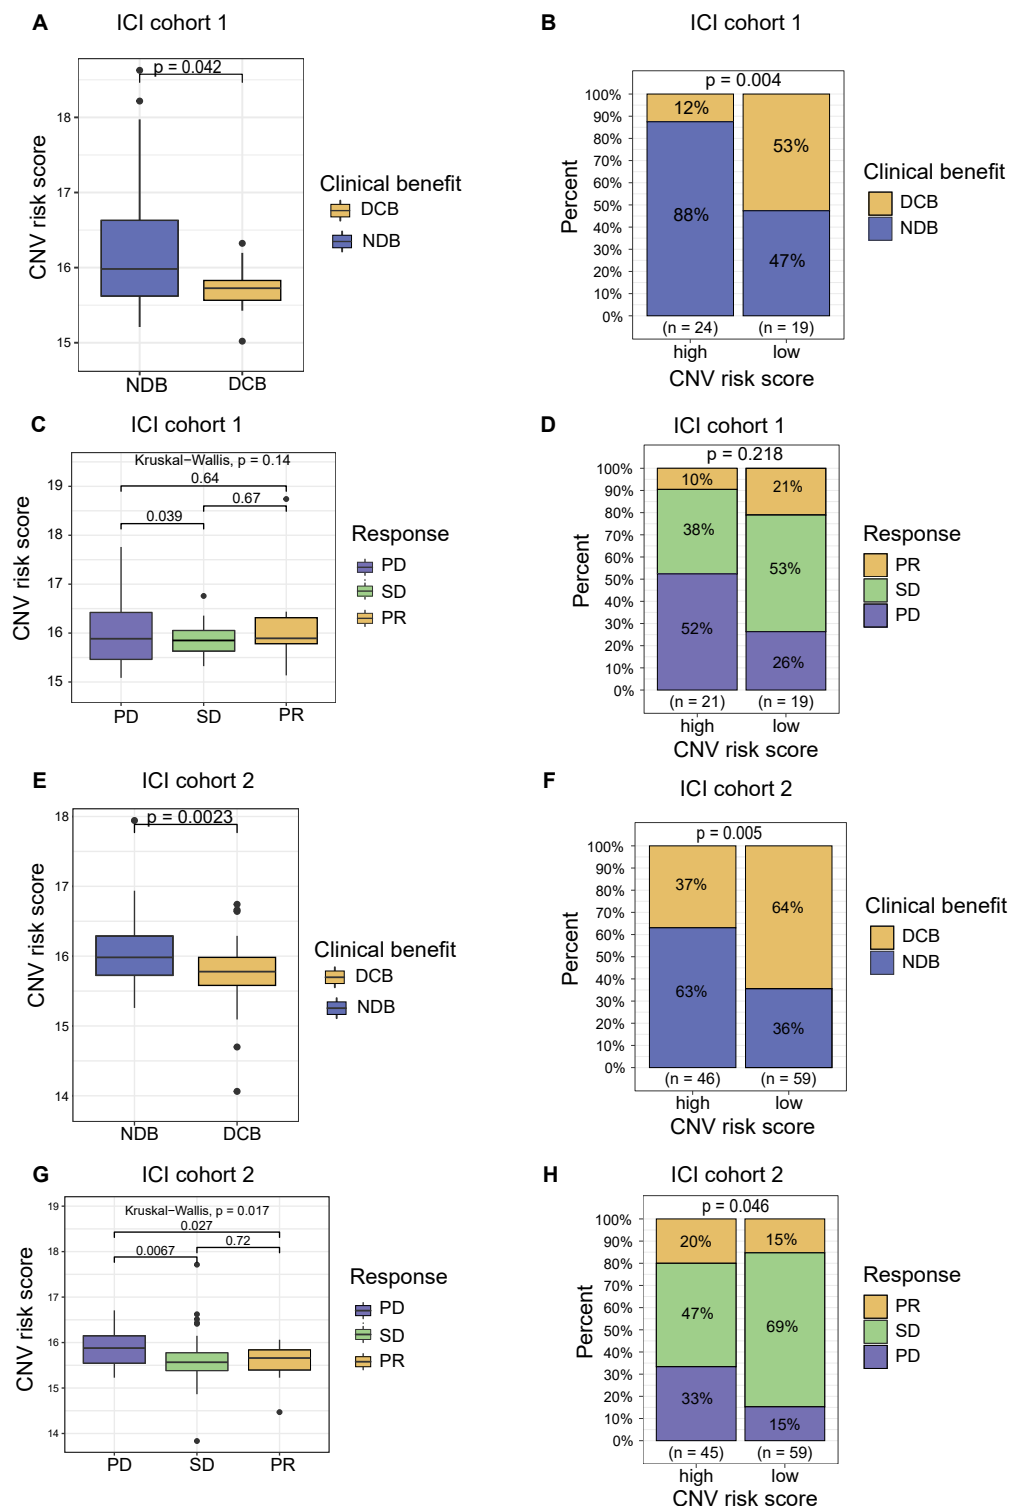 A
ICI cohort 1
p = 0.042
18
17
16
15
CNV risk score
NDB
DCB
Clinical benefit
DCB
NDB
B
ICI cohort 1
p = 0.004
100%
90%
80%
70%
60%
50%
40%
30%
20%
10%
0%
Percent
12%
88%
53%
47%
(n = 24)
(n = 19)
high
low
CNV risk score
Clinical benefit
DCB
NDB
C
ICI cohort 1
Kruskal−Wallis, p = 0.14
0.64
0.67
0.039
19
18
17
16
15
CNV risk score
PD
SD
PR
Response
PD
SD
PR
D
ICI cohort 1
p = 0.218
100%
90%
80%
70%
60%
50%
40%
30%
20%
10%
0%
Percent
10%
38%
52%
21%
53%
26%
(n = 21)
(n = 19)
high
low
CNV risk score
Response
PR
SD
PD
E
ICI cohort 2
p = 0.0023
18
17
16
15
14
CNV risk score
NDB
DCB
Clinical benefit
DCB
NDB
F
ICI cohort 2
p = 0.005
100%
90%
80%
70%
60%
50%
40%
30%
20%
10%
0%
Percent
37%
63%
64%
36%
(n = 46)
(n = 59)
high
low
CNV risk score
Clinical benefit
DCB
NDB
G
ICI cohort 2
Kruskal−Wallis, p = 0.017
0.027
0.72
0.0067
19
18
17
16
15
14
CNV risk score
PD
SD
PR
Response
PD
SD
PR
H
ICI cohort 2
p = 0.046
100%
90%
80%
70%
60%
50%
40%
30%
20%
10%
0%
Percent
20%
47%
33%
15%
69%
15%
(n = 45)
(n = 59)
high
low
CNV risk score
Response
PR
SD
PD